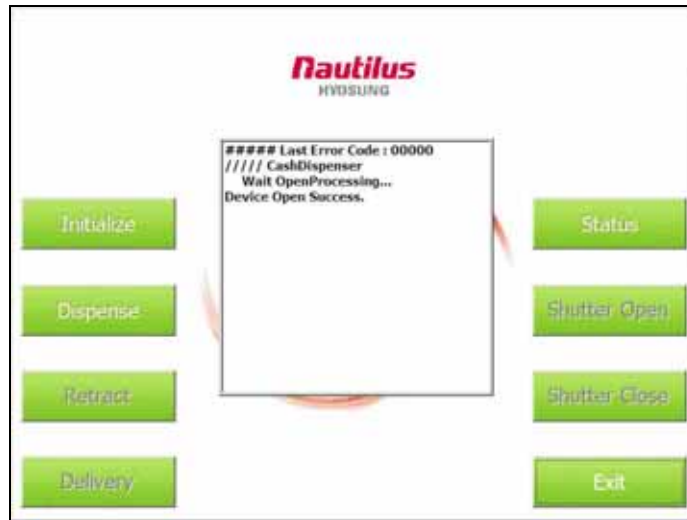 Nautilus
HYOSUNG
##### Last Error Code : 00000
///// CashDispenser
Wait OpenProcessing...
Device Open Success.
Initialize
Status
Dispense
Shutter Open
Retract
Shutter Close
Delivery
Exit